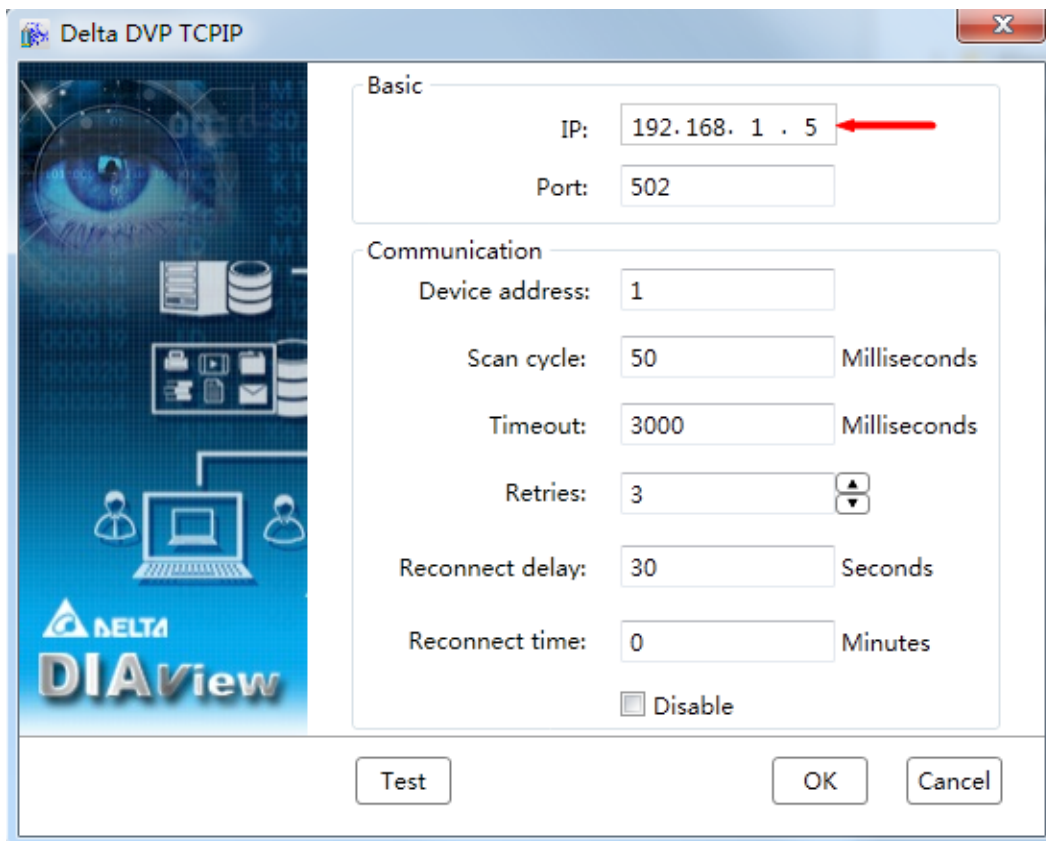 Delta DVP TCPIP
Basic
IP: 192.168. 1 . 5
Port: 502
Communication
Device address: 1
Scan cycle: 50 Milliseconds
Timeout: 3000 Milliseconds
Retries: 3
Reconnect delay: 30 Seconds
Reconnect time: 0 Minutes
Disable
DELTA
DIAView
Test OK Cancel